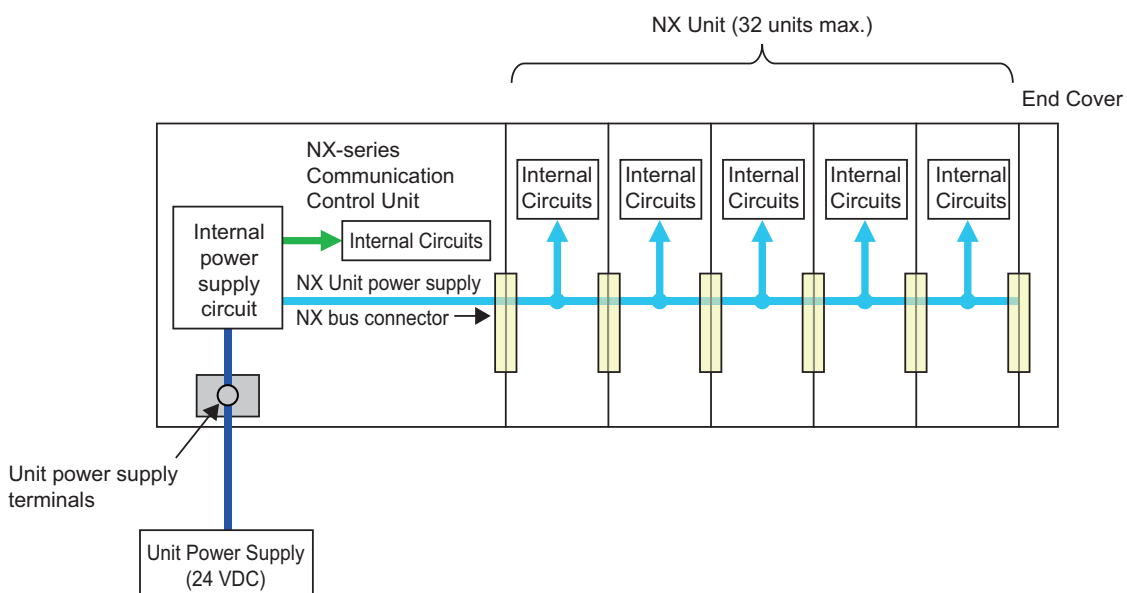 NX Unit (32 units max.)
End Cover
NX-series
Communication
Control Unit
Internal
Circuits
Internal
Circuits
Internal
Circuits
Internal
Circuits
Internal
Circuits
Internal
power
supply
circuit
Internal Circuits
NX Unit power supply
NX bus connector
Unit power supply
terminals
Unit Power Supply
(24 VDC)